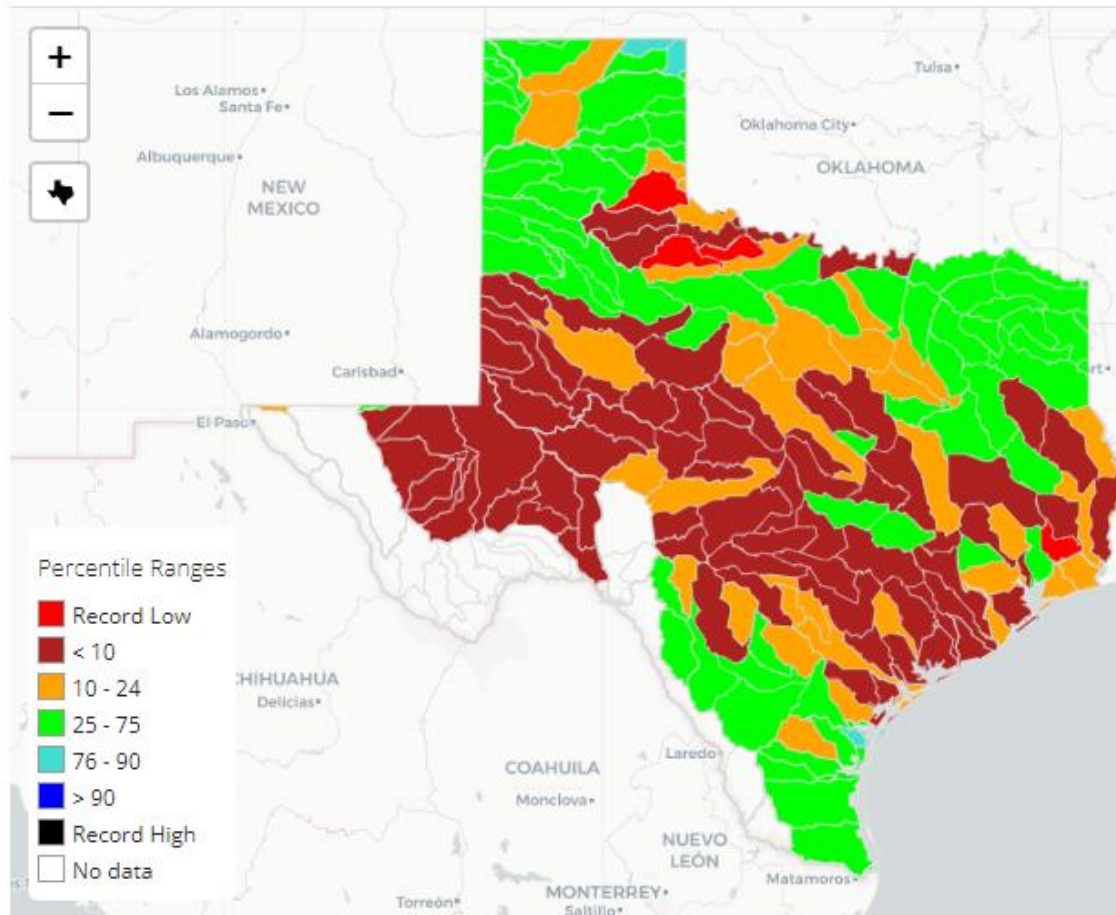 +
−
Tulsa
Los Alamos
Santa Fe
Oklahoma City
Albuquerque
OKLAHOMA
NEW
MEXICO
Alamogordo
Carlsbad
El Paso
Percentile Ranges
Record Low
< 10
10 - 24
25 - 75
76 - 90
> 90
Record High
No data
CHIHUAHUA
Delicias
Laredo
COAHUILA
Monclova
NUEVO
LEÓN
Matamoros
MONTERREY
Torreón
Saltillo